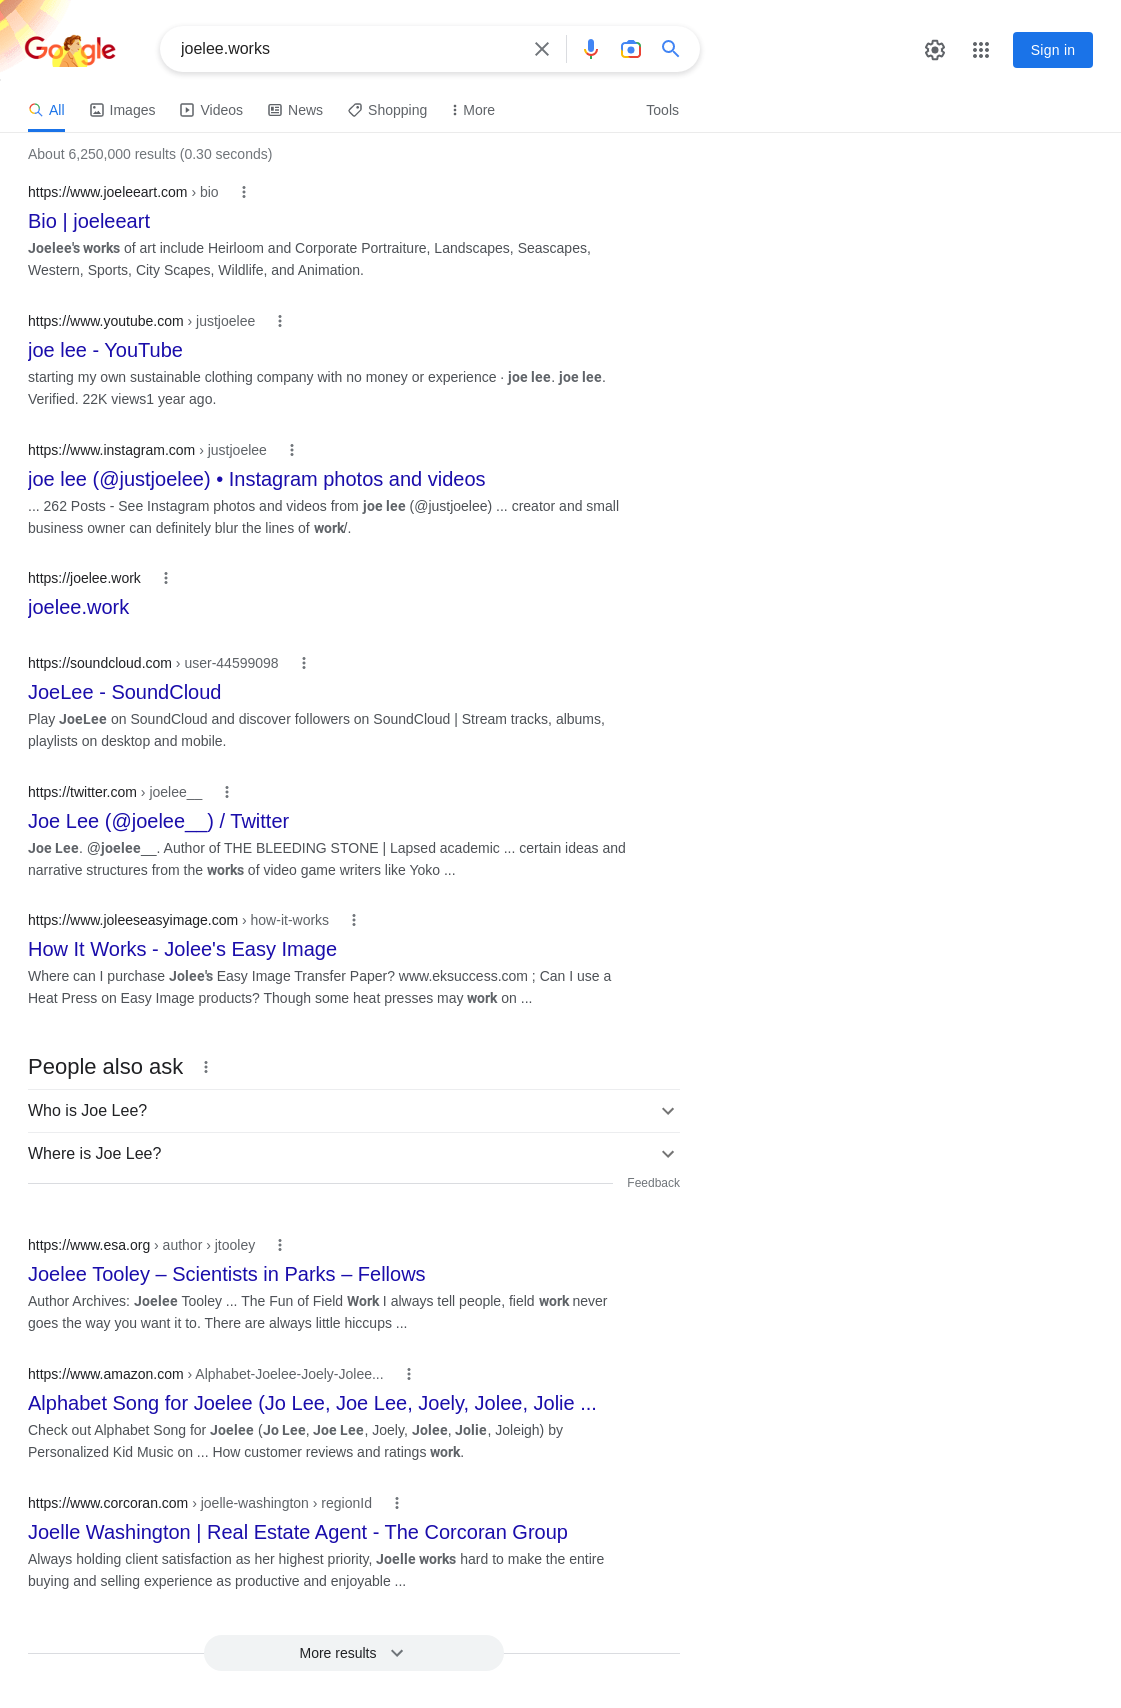 Google
joelee.works
Sign in
All
Images
Videos
News
Shopping
More
Tools
About 6,250,000 results (0.30 seconds)
https://www.joeleeart.com › bio
Bio | joeleeart
Joelee's works of art include Heirloom and Corporate Portraiture, Landscapes, Seascapes,
Western, Sports, City Scapes, Wildlife, and Animation.
https://www.youtube.com › justjoelee
joe lee - YouTube
starting my own sustainable clothing company with no money or experience · joe lee. joe lee.
Verified. 22K views1 year ago.
https://www.instagram.com › justjoelee
joe lee (@justjoelee) • Instagram photos and videos
... 262 Posts - See Instagram photos and videos from joe lee (@justjoelee) ... creator and small
business owner can definitely blur the lines of work/.
https://joelee.work
joelee.work
https://soundcloud.com › user-44599098
JoeLee - SoundCloud
Play JoeLee on SoundCloud and discover followers on SoundCloud | Stream tracks, albums,
playlists on desktop and mobile.
https://twitter.com › joelee__
Joe Lee (@joelee__) / Twitter
Joe Lee. @joelee__. Author of THE BLEEDING STONE | Lapsed academic ... certain ideas and
narrative structures from the works of video game writers like Yoko ...
https://www.joleeseasyimage.com › how-it-works
How It Works - Jolee's Easy Image
Where can I purchase Jolee's Easy Image Transfer Paper? www.eksuccess.com ; Can I use a
Heat Press on Easy Image products? Though some heat presses may work on ...
People also ask
Who is Joe Lee?
Where is Joe Lee?
Feedback
https://www.esa.org › author › jtooley
Joelee Tooley – Scientists in Parks – Fellows
Author Archives: Joelee Tooley ... The Fun of Field Work I always tell people, field work never
goes the way you want it to. There are always little hiccups ...
https://www.amazon.com › Alphabet-Joelee-Joely-Jolee...
Alphabet Song for Joelee (Jo Lee, Joe Lee, Joely, Jolee, Jolie ...
Check out Alphabet Song for Joelee (Jo Lee, Joe Lee, Joely, Jolee, Jolie, Joleigh) by
Personalized Kid Music on ... How customer reviews and ratings work.
https://www.corcoran.com › joelle-washington › regionId
Joelle Washington | Real Estate Agent - The Corcoran Group
Always holding client satisfaction as her highest priority, Joelle works hard to make the entire
buying and selling experience as productive and enjoyable ...
More results